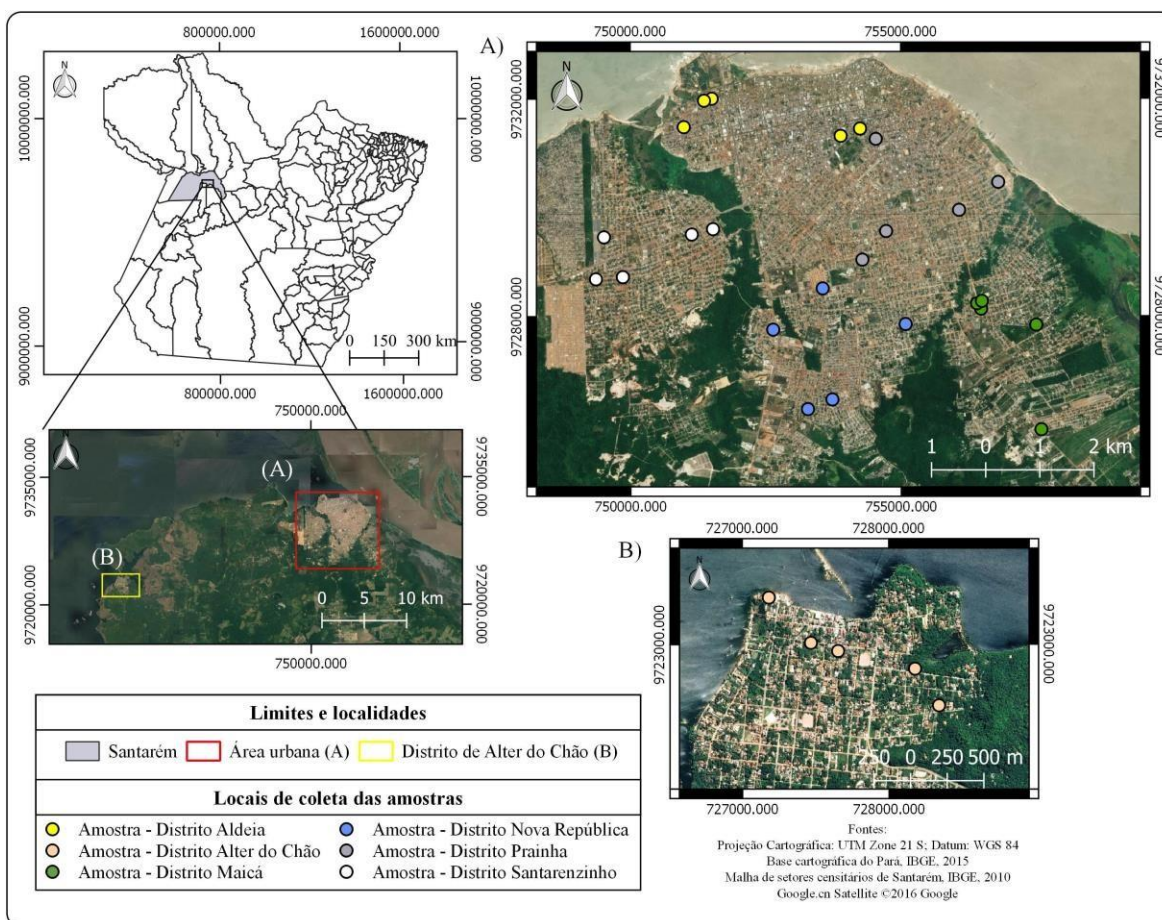 800000.000
1600000.000
N
10000000.000
10000000.000
9000000.000
9000000.000
0 150 300 km
800000.000
1600000.000
A)
750000.000
755000.000
N
9732000.000
9732000.000
9728000.000
9728000.000
1 0 1 2 km
750000.000
755000.000
750000.000
N
(A)
(B)
9735000.000
9735000.000
9720000.000
9720000.000
0 5 10 km
750000.000
B)
727000.000
728000.000
N
9723000.000
9723000.000
250 0 250 500 m
727000.000
728000.000
Limites e localidades
Santarém
Área urbana (A)
Distrito de Alter do Chão (B)
Locais de coleta das amostras
Amostra - Distrito Aldeia
Amostra - Distrito Nova República
Amostra - Distrito Alter do Chão
Amostra - Distrito Prainha
Amostra - Distrito Maicá
Amostra - Distrito Santarenzinho
Fontes:
Projeção Cartográfica: UTM Zone 21 S; Datum: WGS 84
Base cartográfica do Pará, IBGE, 2015
Malha de setores censitários de Santarém, IBGE, 2010
Google.cn Satellite ©2016 Google